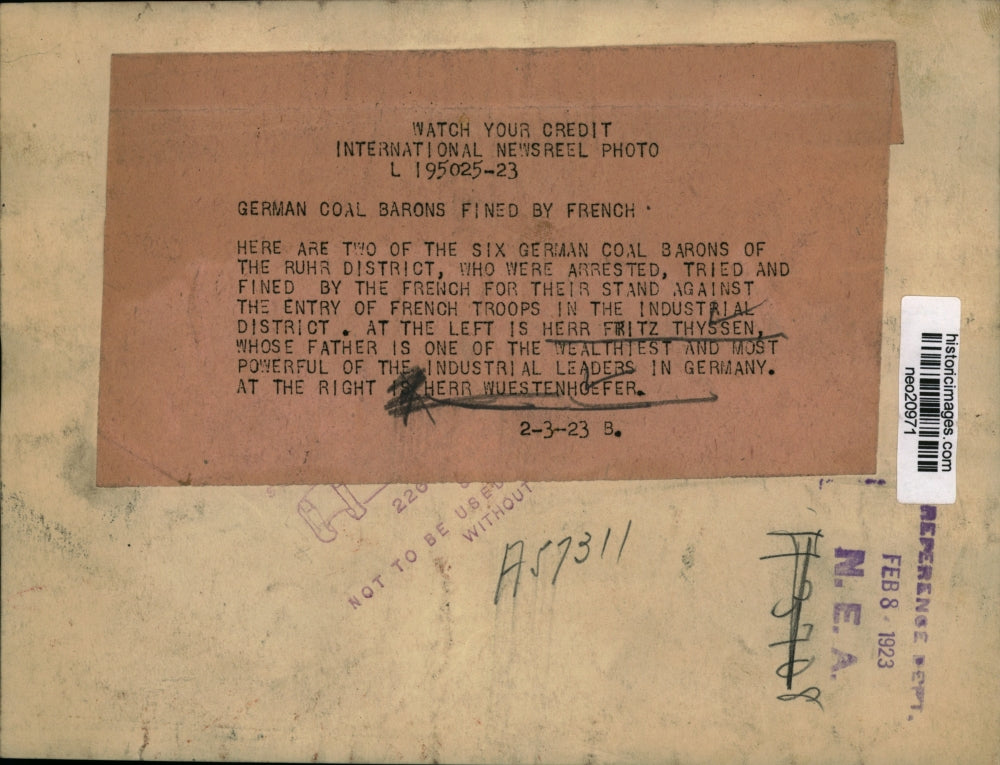 WATCH YOUR CREDIT
INTERNATIONAL NEWSREEL PHOTO
L 195025-23
GERMAN COAL BARONS FINED BY FRENCH
HERE ARE TWO OF THE SIX GERMAN COAL BARONS OF
THE RUHR DISTRICT, WHO WERE ARRESTED, TRIED AND
FINED BY THE FRENCH FOR THEIR STAND AGAINST
THE ENTRY OF FRENCH TROOPS IN THE INDUSTRIAL
DISTRICT. AT THE LEFT IS HERR FRITZ THYSSEN,
WHOSE FATHER IS ONE OF THE WEALTHIEST AND MOST
POWERFUL OF THE INDUSTRIAL LEADERS IN GERMANY.
AT THE RIGHT IS HERR WUESTENHOEFER.
2-3-23 B.
226
NOT TO BE USED
WITHOUT
A57311
REFERENCE DEPT.
FEB 8 - 1923
N. E. A.
historicimages.com
neo20971